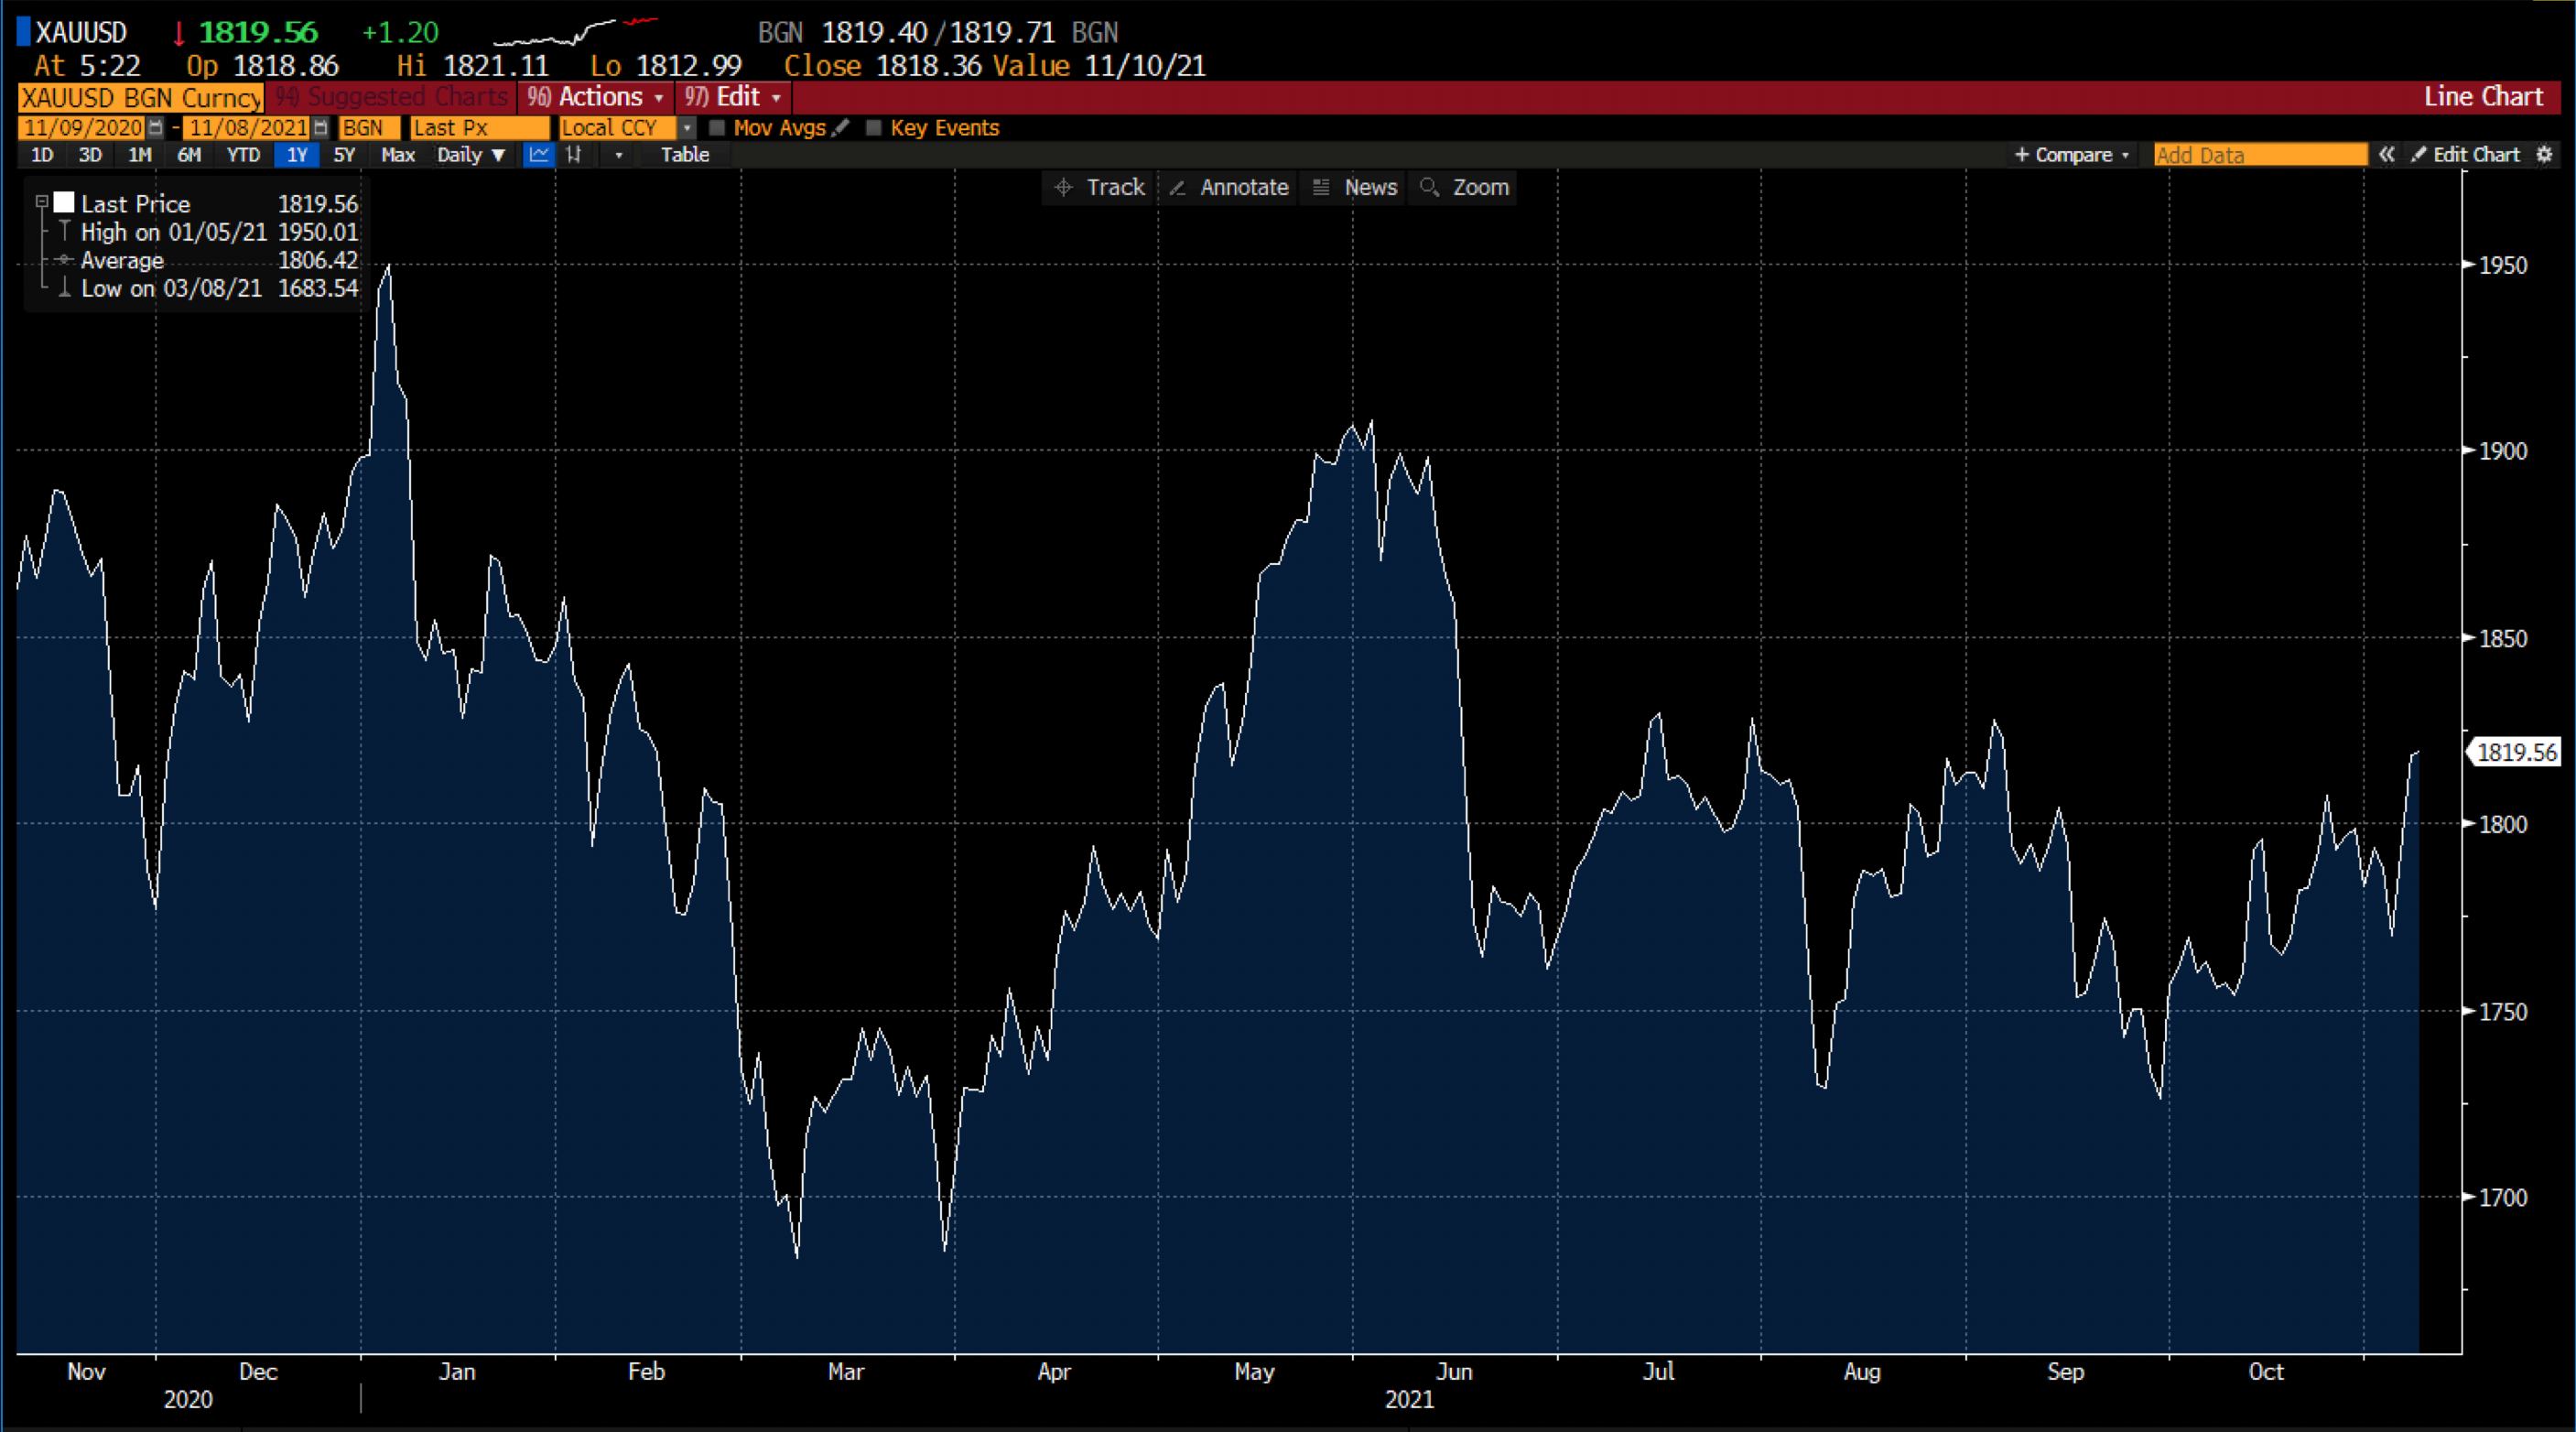 XAUUSD ↓ 1819.56 +1.20 BGN 1819.40/1819.71 BGN
At 5:22 Op 1818.86 Hi 1821.11 Lo 1812.99 Close 1818.36 Value 11/10/21
XAUUSD BGN Curncy 94) Suggested Charts 96) Actions 97) Edit Line Chart
11/09/2020 - 11/08/2021 BGN Last Px Local CCY Mov Avgs Key Events
1D 3D 1M 6M YTD 1Y 5Y Max Daily ▼ Table + Compare Add Data « Edit Chart
Track Annotate News Zoom
Last Price 1819.56
High on 01/05/21 1950.01
Average 1806.42
Low on 03/08/21 1683.54
1950
1900
1850
1819.56
1800
1750
1700
Nov Dec Jan Feb Mar Apr May Jun Jul Aug Sep Oct
2020 2021